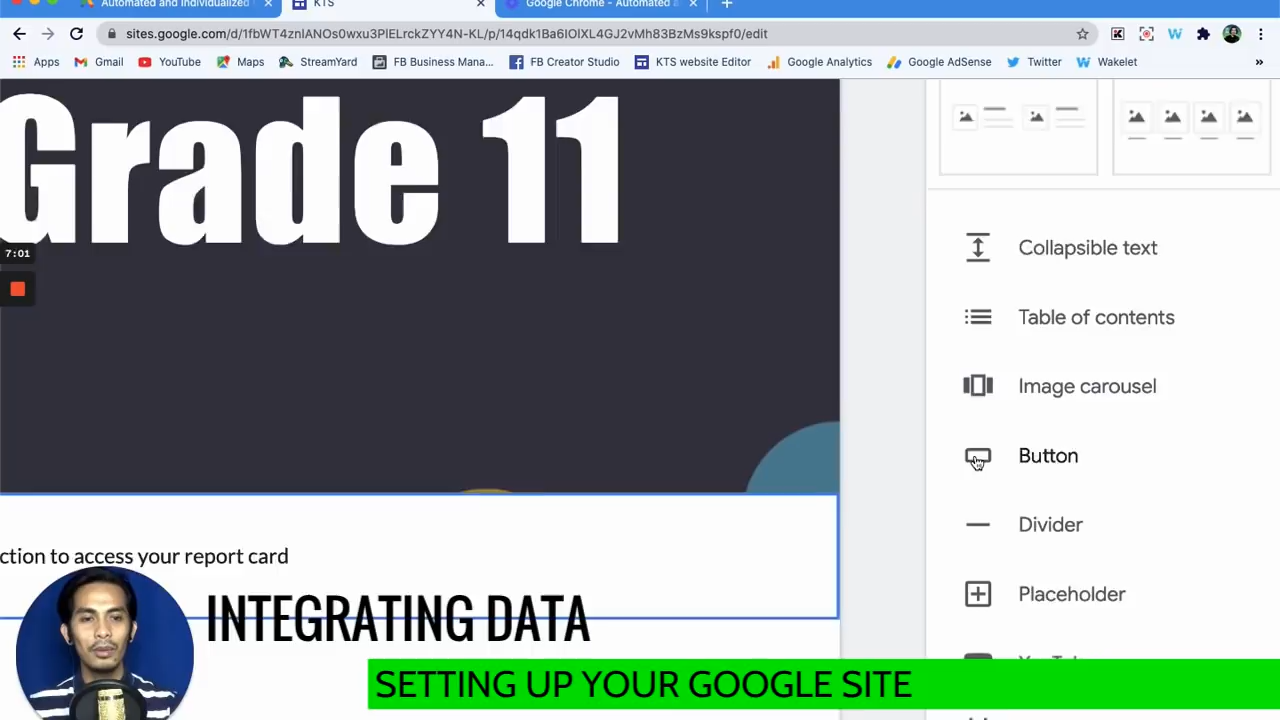 Automated and Individualized
KTS
Google Chrome - Automated a
sites.google.com/d/1fbWT4znlANOs0wxu3PlELrckZYY4N-KL/p/14qdk1Ba6IOlXL4GJ2vMh83BzMs9kspf0/edit
Apps
Gmail
YouTube
Maps
StreamYard
FB Business Mana...
FB Creator Studio
KTS website Editor
Google Analytics
Google AdSense
Twitter
Wakelet
»
Grade 11
7:01
Collapsible text
Table of contents
Image carousel
Button
Divider
Placeholder
ction to access your report card
INTEGRATING DATA
SETTING UP YOUR GOOGLE SITE